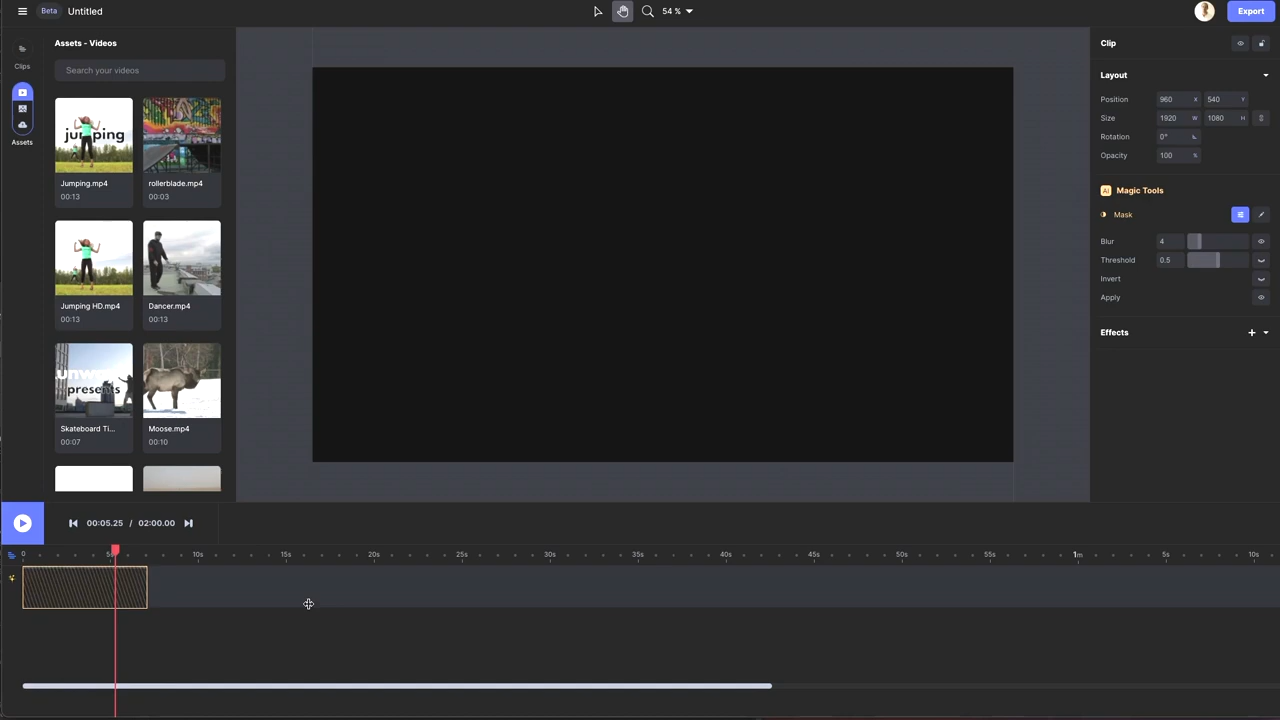 Beta Untitled
54 %
Export
Clips
Assets
Assets - Videos
Search your videos
jumping
Jumping.mp4
00:13
rollerblade.mp4
00:03
Jumping HD.mp4
00:13
Dancer.mp4
00:13
presents
Skateboard Ti...
00:07
Moose.mp4
00:10
Clip
Layout
Position 960 X 540 Y
Size 1920 W 1080 H
Rotation 0°
Opacity 100 %
AI Magic Tools
Mask
Blur 4
Threshold 0.5
Invert
Apply
Effects
00:05.25 / 02:00.00
0 5s 10s 15s 20s 25s 30s 35s 40s 45s 50s 55s 1m 5s 10s